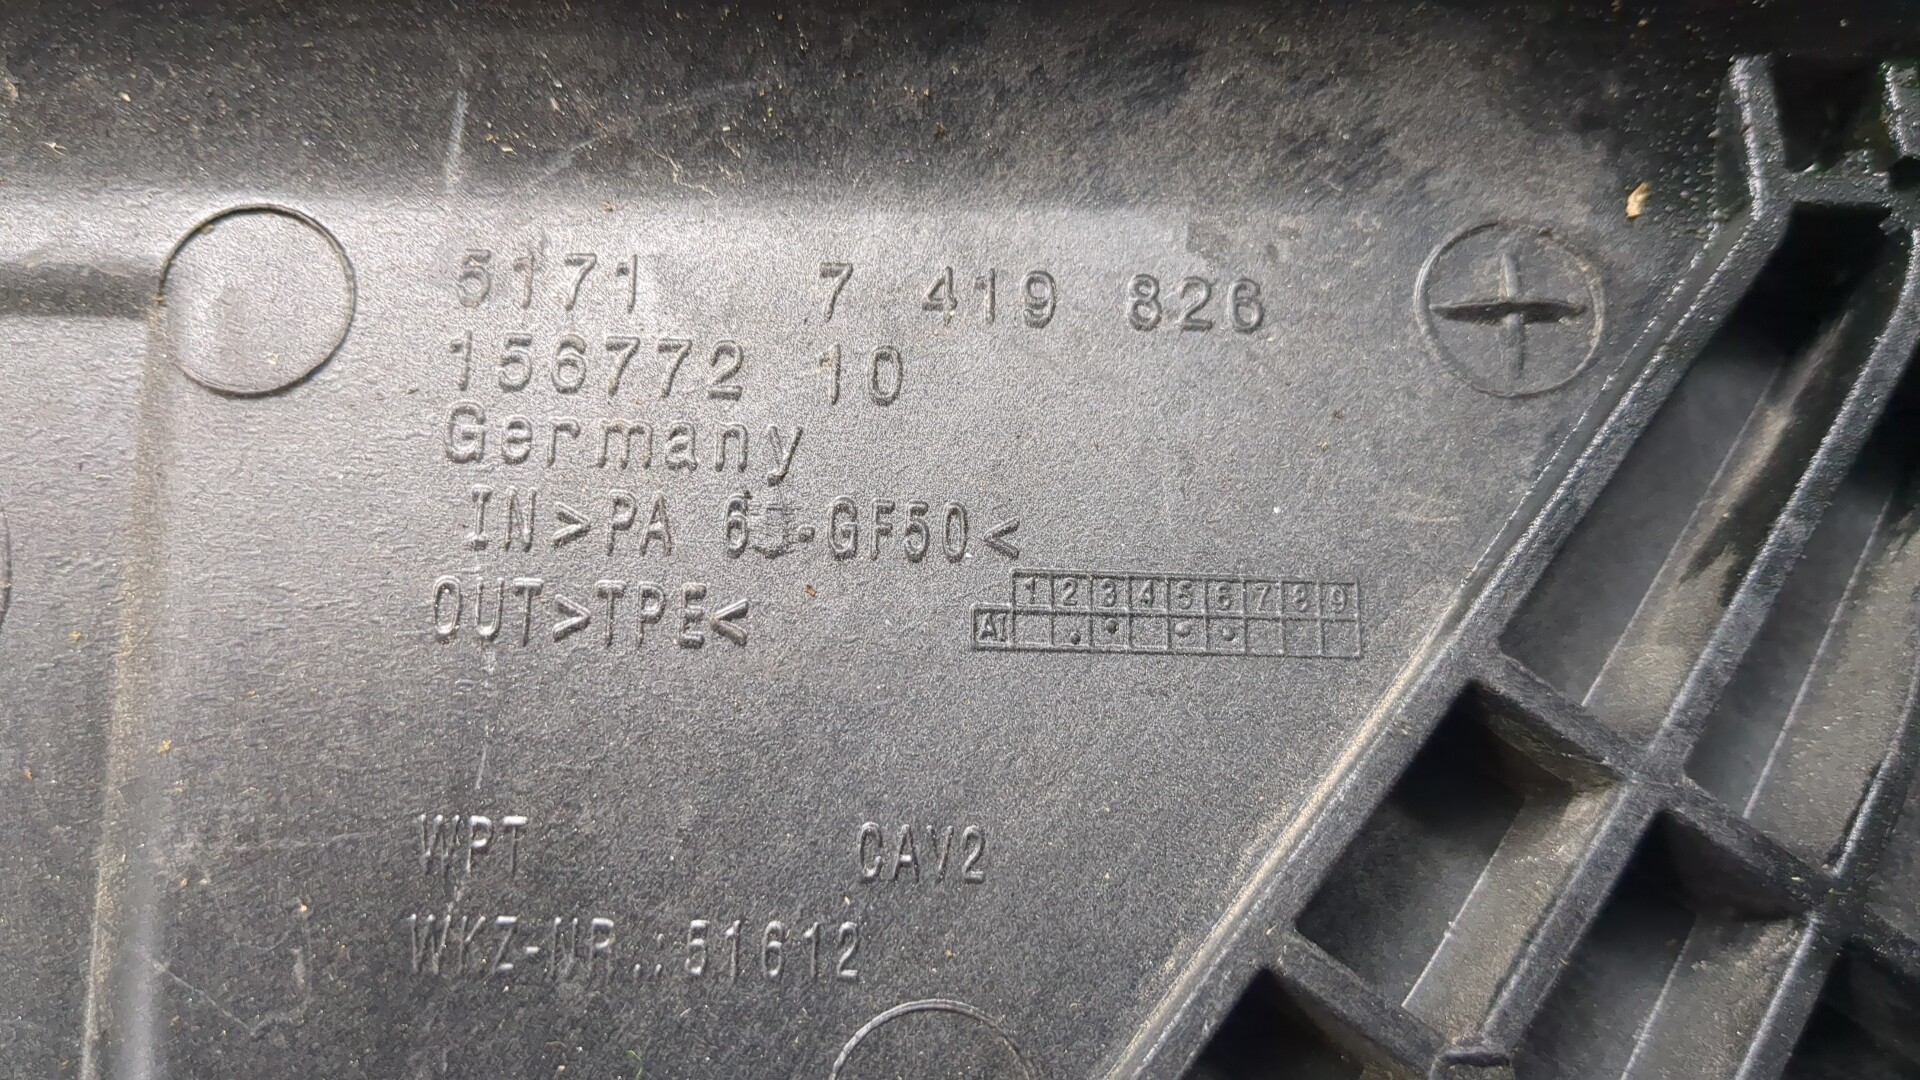 5171 7 419 826
156772 10
Germany
IN>PA 6 -GF50<
OUT>TPE<
1 2 3 4 5 6 7 8 9
AI
WPT CAV2
WKZ-NR.:51612